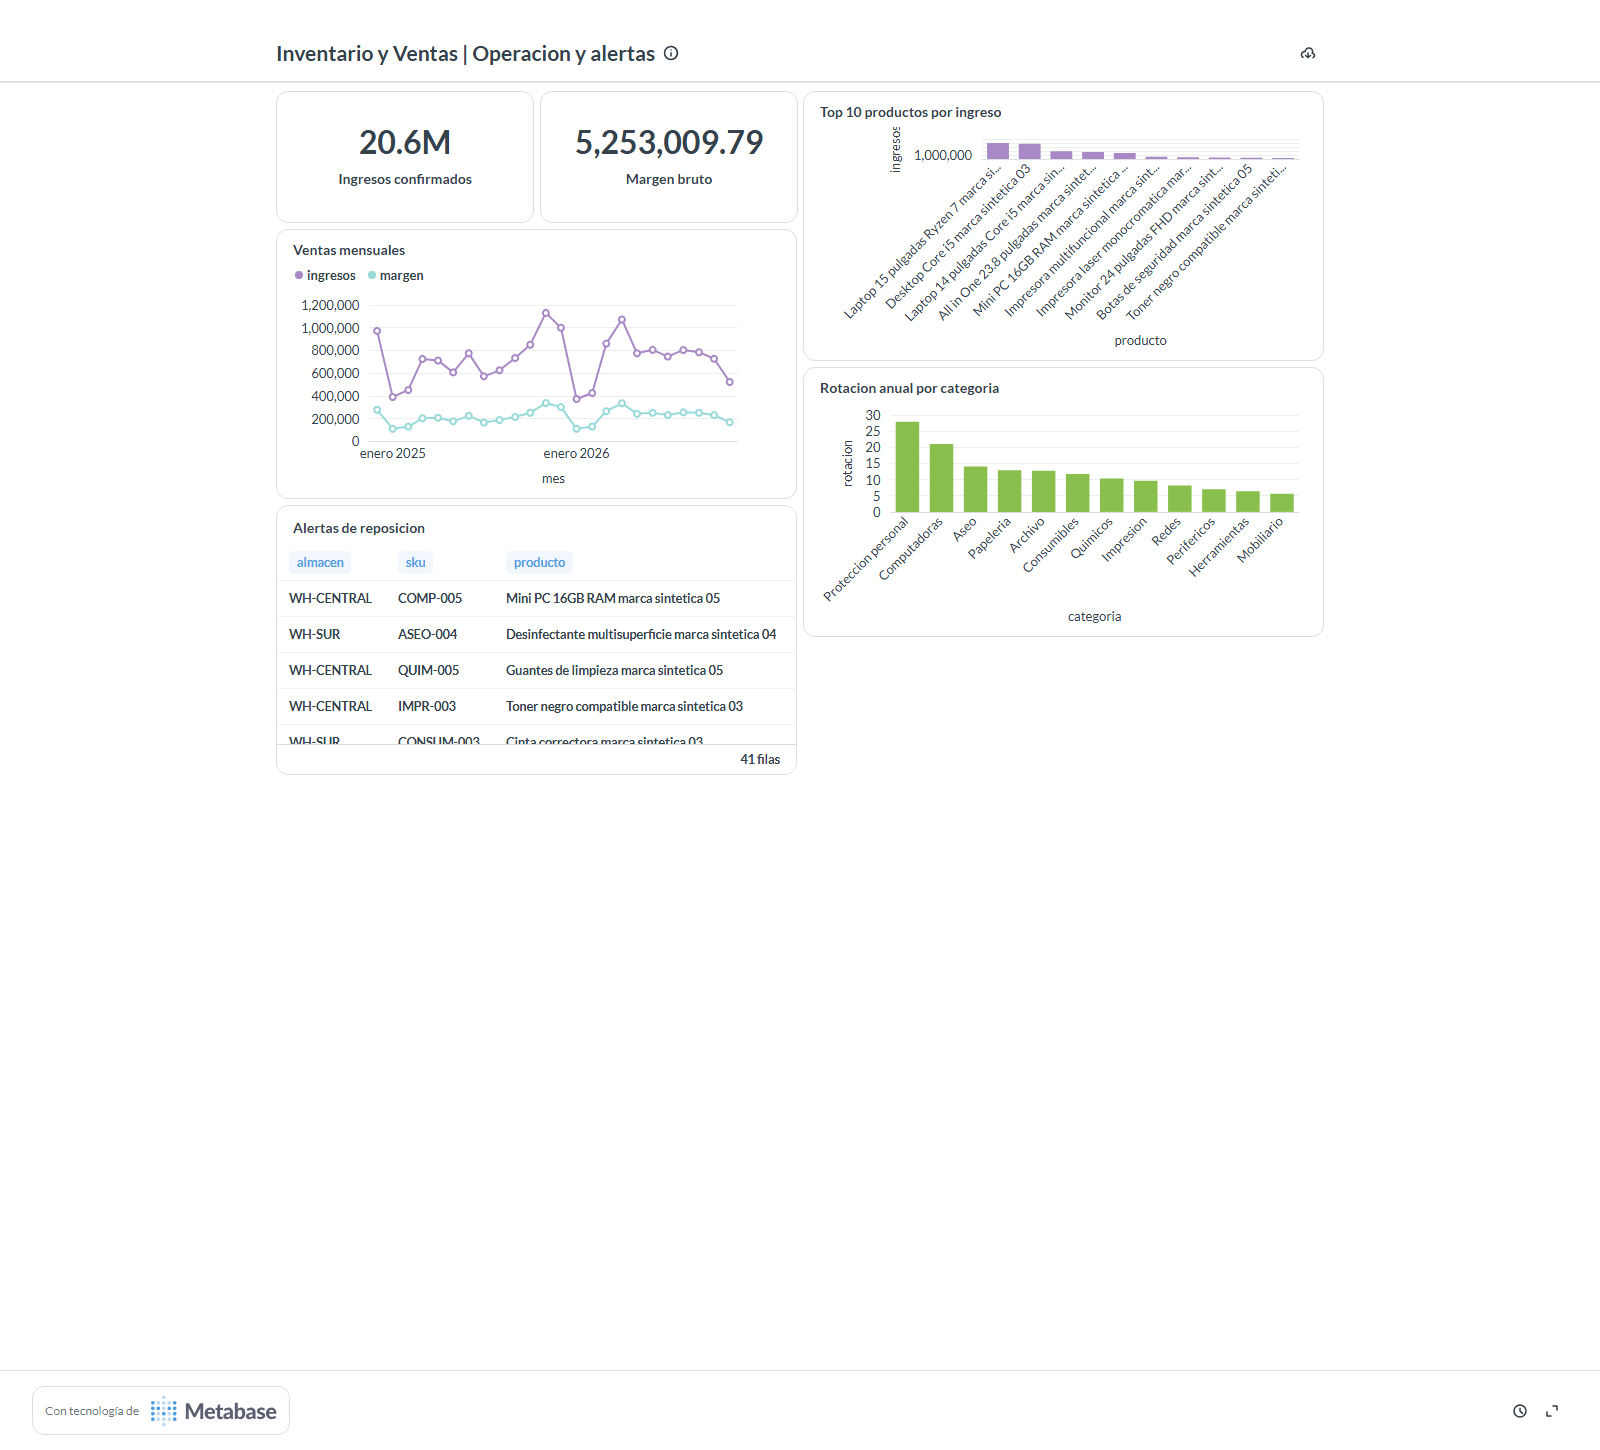 Inventario y Ventas | Operacion y alertas
20.6M
Ingresos confirmados
5,253,009.79
Margen bruto
Ventas mensuales
ingresos
margen
1,200,000
1,000,000
800,000
600,000
400,000
200,000
0
enero 2025
enero 2026
mes
Alertas de reposicion
almacen sku producto
WH-CENTRAL COMP-005 Mini PC 16GB RAM marca sintetica 05
WH-SUR ASEO-004 Desinfectante multisuperficie marca sintetica 04
WH-CENTRAL QUIM-005 Guantes de limpieza marca sintetica 05
WH-CENTRAL IMPR-003 Toner negro compatible marca sintetica 03
WH-SUR CONSUM-003 Cinta correctora marca sintetica 03
41 filas
Top 10 productos por ingreso
ingresos
1,000,000
Laptop 15 pulgadas Ryzen 7 marca si...
Desktop Core i5 marca sintetica 03
Laptop 14 pulgadas Core i5 marca sin...
All in One 23.8 pulgadas marca sintet...
Mini PC 16GB RAM marca sintetica ...
Impresora multifuncional marca sint...
Impresora laser monocromatica mar...
Monitor 24 pulgadas FHD marca sint...
Botas de seguridad marca sintetica 05
Toner negro compatible marca sinteti...
producto
Rotacion anual por categoria
rotacion
30
25
20
15
10
5
0
Proteccion personal
Computadoras
Aseo
Papeleria
Archivo
Consumibles
Quimicos
Impresion
Redes
Perifericos
Herramientas
Mobiliario
categoria
Con tecnología de Metabase